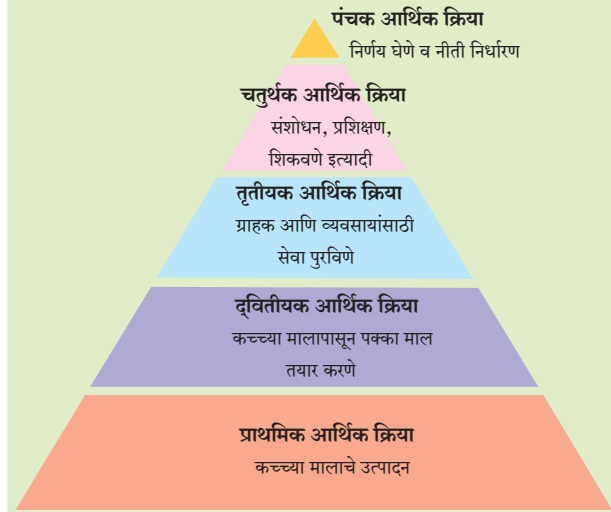 पंचक आर्थिक क्रिया
निर्णय घेणे व नीती निर्धारण
चतुर्थक आर्थिक क्रिया
संशोधन, प्रशिक्षण,
शिकवणे इत्यादी
तृतीयक आर्थिक क्रिया
ग्राहक आणि व्यवसायांसाठी
सेवा पुरविणे
द्‌वितीयक आर्थिक क्रिया
कच्च्या मालापासून पक्का माल
तयार करणे
प्राथमिक आर्थिक क्रिया
कच्च्या मालाचे उत्पादन